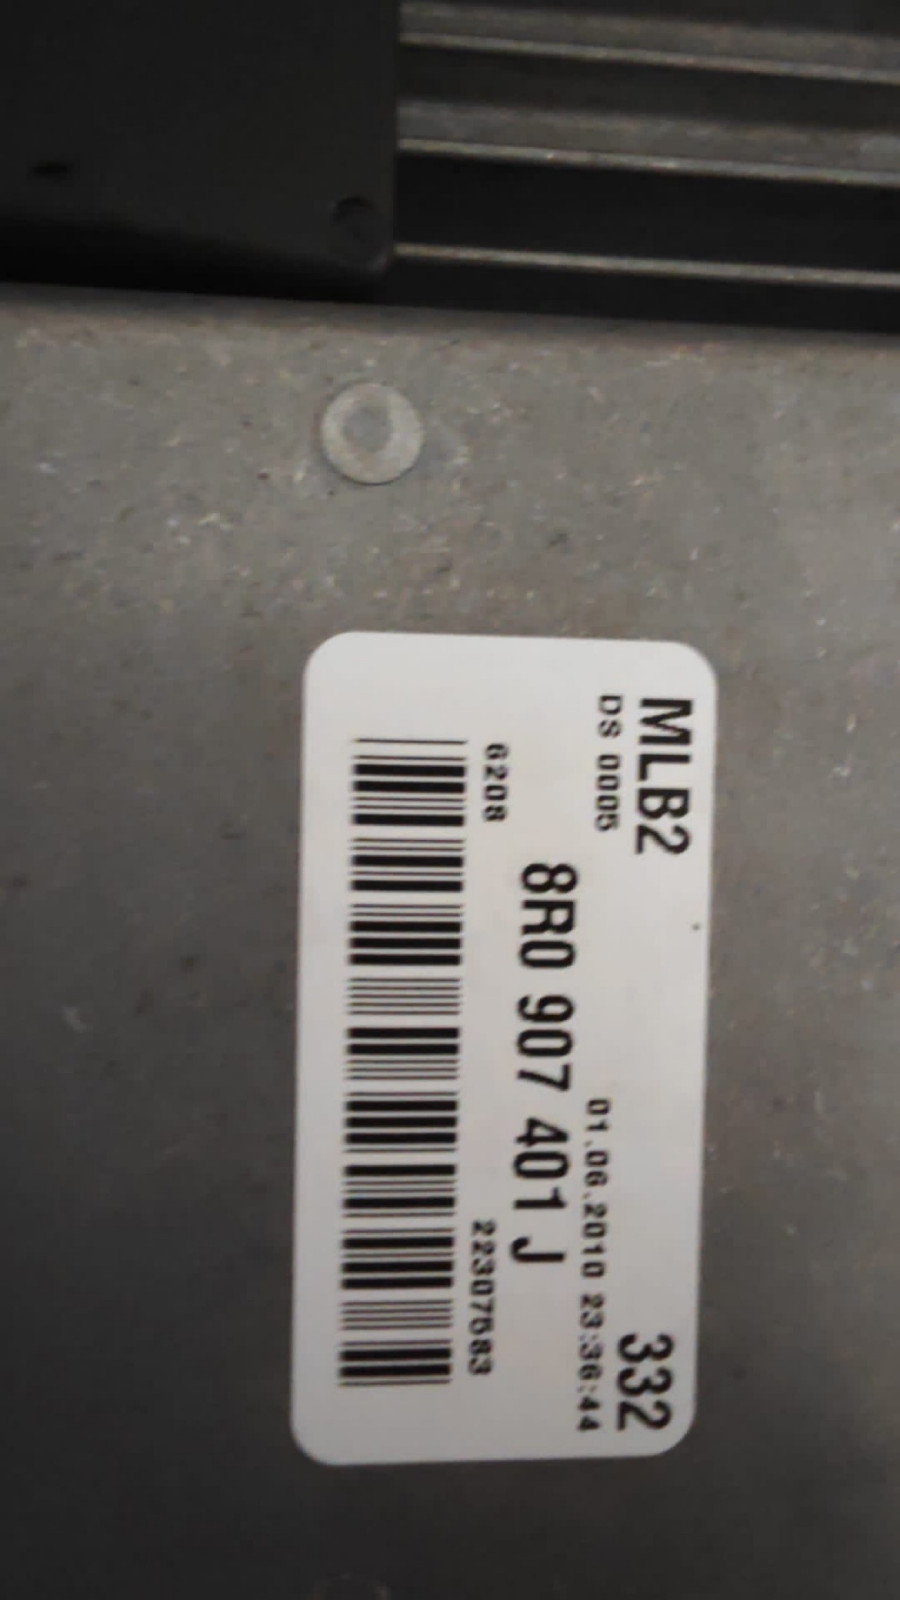 MLB2 332
DS 0005 01.06.2010 23:36:44
8R0 907 401 J
6208 22307583